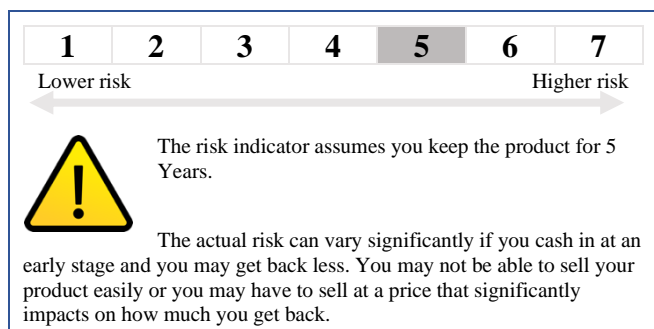 1 2 3 4 5 6 7
Lower risk Higher risk
!
The risk indicator assumes you keep the product for 5
Years.
The actual risk can vary significantly if you cash in at an
early stage and you may get back less. You may not be able to sell your
product easily or you may have to sell at a price that significantly
impacts on how much you get back.